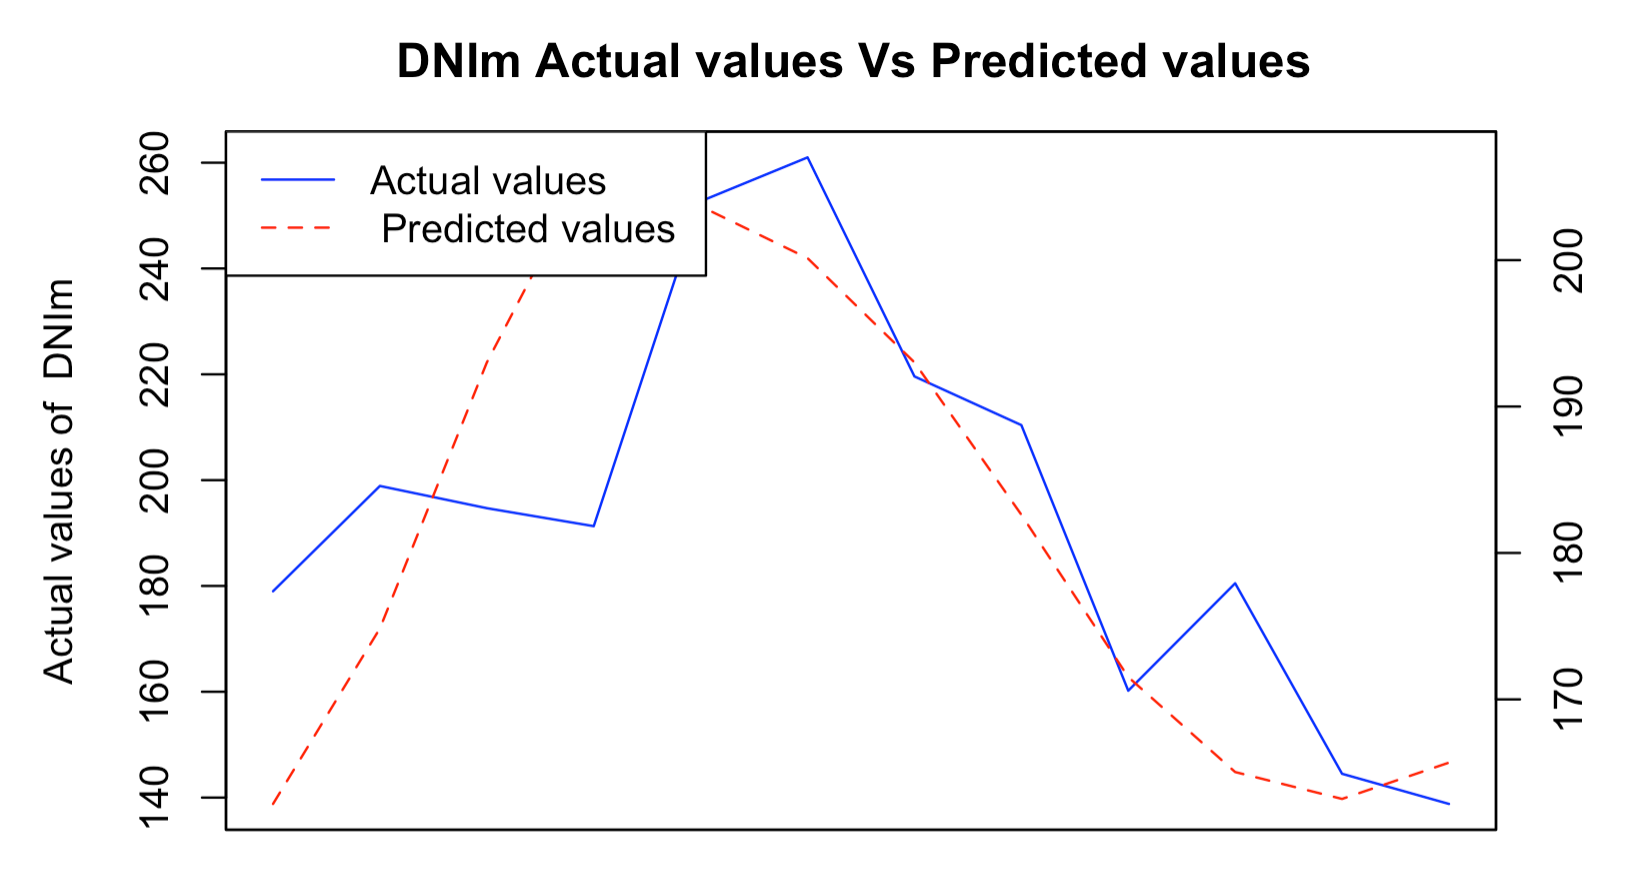 DNIm Actual values Vs Predicted values
Actual values
Predicted values
Actual values of DNIm
260
240
220
200
180
160
140
200
190
180
170